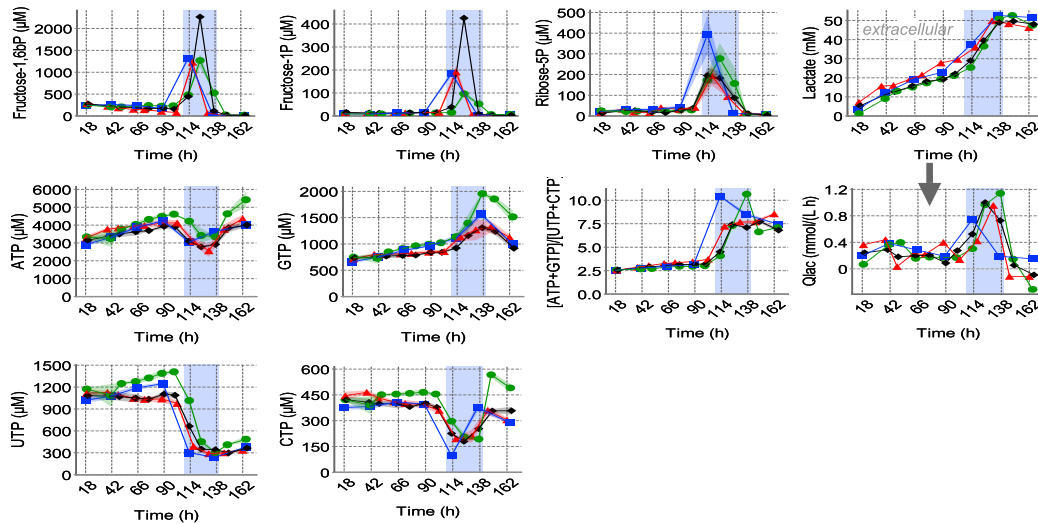 Fructose-1,6bP (µM)
2500
2000
1500
1000
500
0
18 42 66 90 114 138 162
Time (h)
Fructose-1P (µM)
400
300
200
100
0
18 42 66 90 114 138 162
Time (h)
Ribose-5P (µM)
500
400
300
200
100
0
18 42 66 90 114 138 162
Time (h)
Lactate (mM)
extracellular
50
40
30
20
10
0
18 42 66 90 114 138 162
Time (h)
ATP (µM)
6000
5000
4000
3000
2000
1000
0
18 42 66 90 114 138 162
Time (h)
GTP (µM)
2000
1500
1000
500
0
18 42 66 90 114 138 162
Time (h)
[ATP+GTP]/[UTP+CTP]
10.0
7.5
5.0
2.5
0.0
18 42 66 90 114 138 162
Time (h)
Qlac (mmol/(L h)
1.2
0.8
0.4
0
18 42 66 90 114 138 162
Time (h)
UTP (µM)
1500
1200
900
600
300
0
18 42 66 90 114 138 162
Time (h)
CTP (µM)
600
450
300
150
0
18 42 66 90 114 138 162
Time (h)